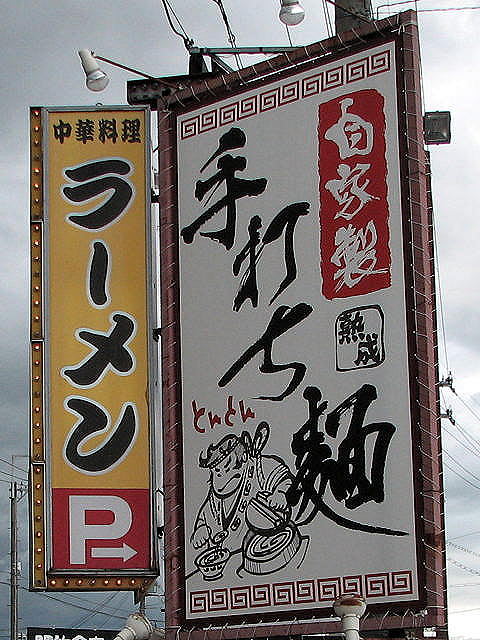 中華料理
ラーメン
P
自家製
熟成
手打ち麺
とんとん